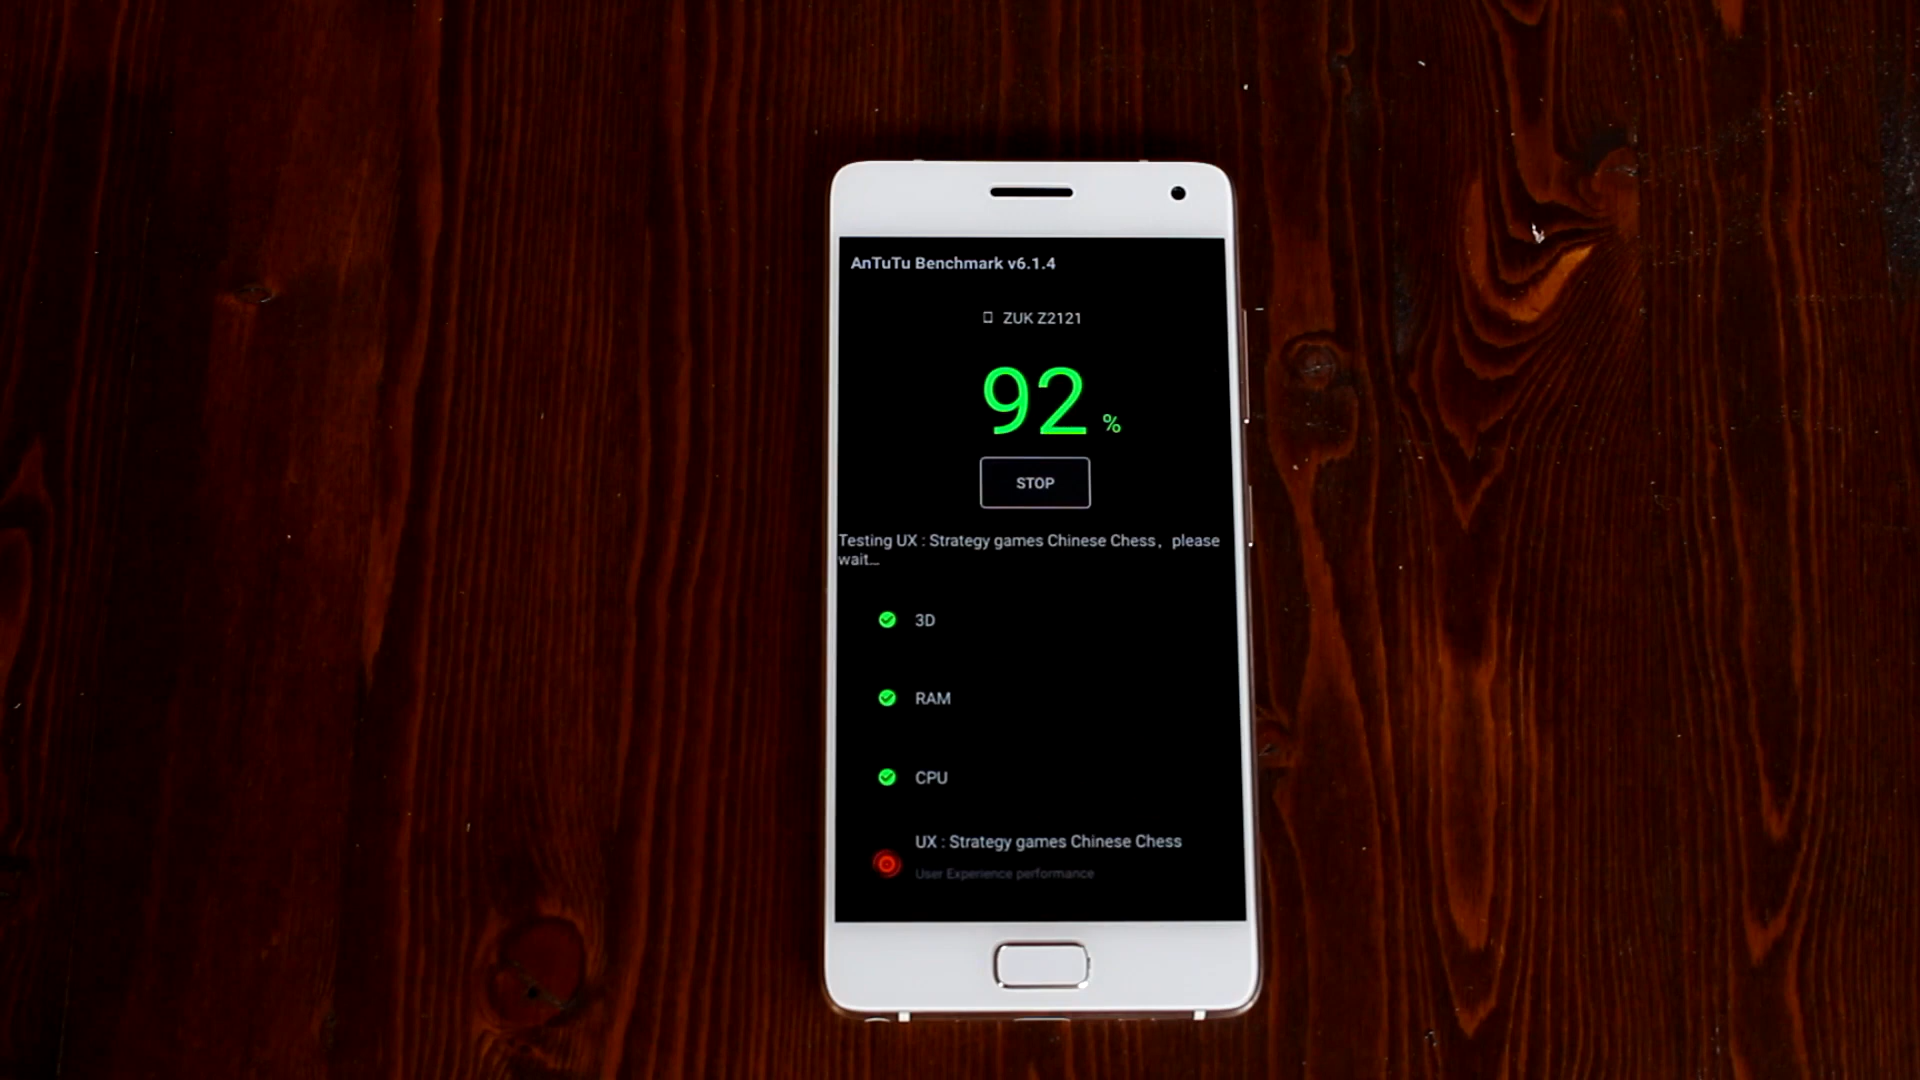 AnTuTu Benchmark v6.1.4
ZUK Z2121
92 %
STOP
Testing UX : Strategy games Chinese Chess, please
wait...
3D
RAM
CPU
UX : Strategy games Chinese Chess
User Experience performance